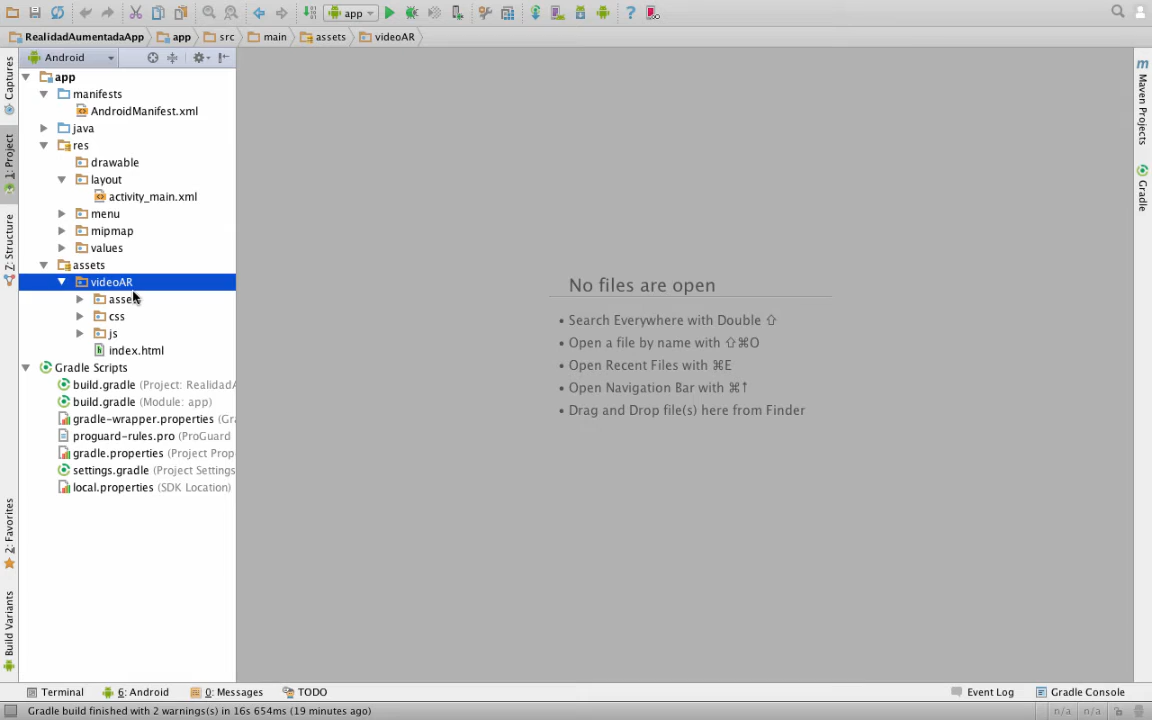 app
RealidadAumentadaApp app src main assets videoAR
Captures
1: Project
Z: Structure
2: Favorites
Build Variants
Android
app
manifests
AndroidManifest.xml
java
res
drawable
layout
activity_main.xml
menu
mipmap
values
assets
videoAR
css
js
index.html
Gradle Scripts
build.gradle (Project: RealidadA
build.gradle (Module: app)
gradle-wrapper.properties (Gra
proguard-rules.pro (ProGuard
gradle.properties (Project Prop
settings.gradle (Project Settings
local.properties (SDK Location)
No files are open
• Search Everywhere with Double ⇧
• Open a file by name with ⇧⌘O
• Open Recent Files with ⌘E
• Open Navigation Bar with ⌘↑
• Drag and Drop file(s) here from Finder
m Maven Projects
Gradle
Terminal 6: Android 0: Messages TODO Event Log Gradle Console
Gradle build finished with 2 warnings(s) in 16s 654ms (19 minutes ago) n/a n/a